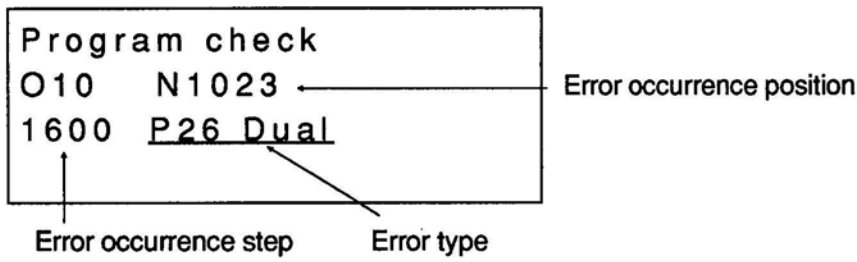 Program check
O10 N1023
Error occurrence position
1600 P26 Dual
Error occurrence step
Error type